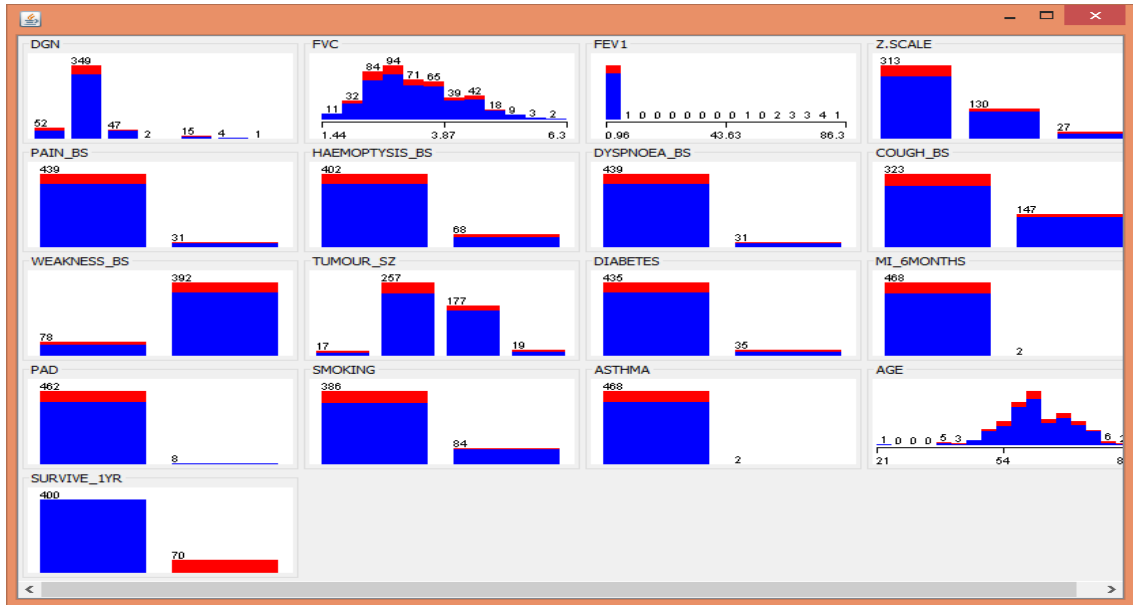 DGN FVC FEV1 Z.SCALE
349 94 313
84
71 65 130
52 47 32 39 42
11 18 9 3 2 27
2 15 4 1 1 0 0 0 0 0 0 0 1 0 2 3 3 4 1
1.44 3.87 6.3 0.96 43.63 86.3
PAIN_BS HAEMOPTYSIS_BS DYSPNOEA_BS COUGH_BS
439 402 439 323
31 68 31 147
WEAKNESS_BS TUMOUR_SZ DIABETES MI_6MONTHS
392 257 435 468
177
78 17 19 35 2
PAD SMOKING ASTHMA AGE
462 386 468
8 84 2 1 0 0 0 5 3 6
21 54 8
SURVIVE_1YR
400
70